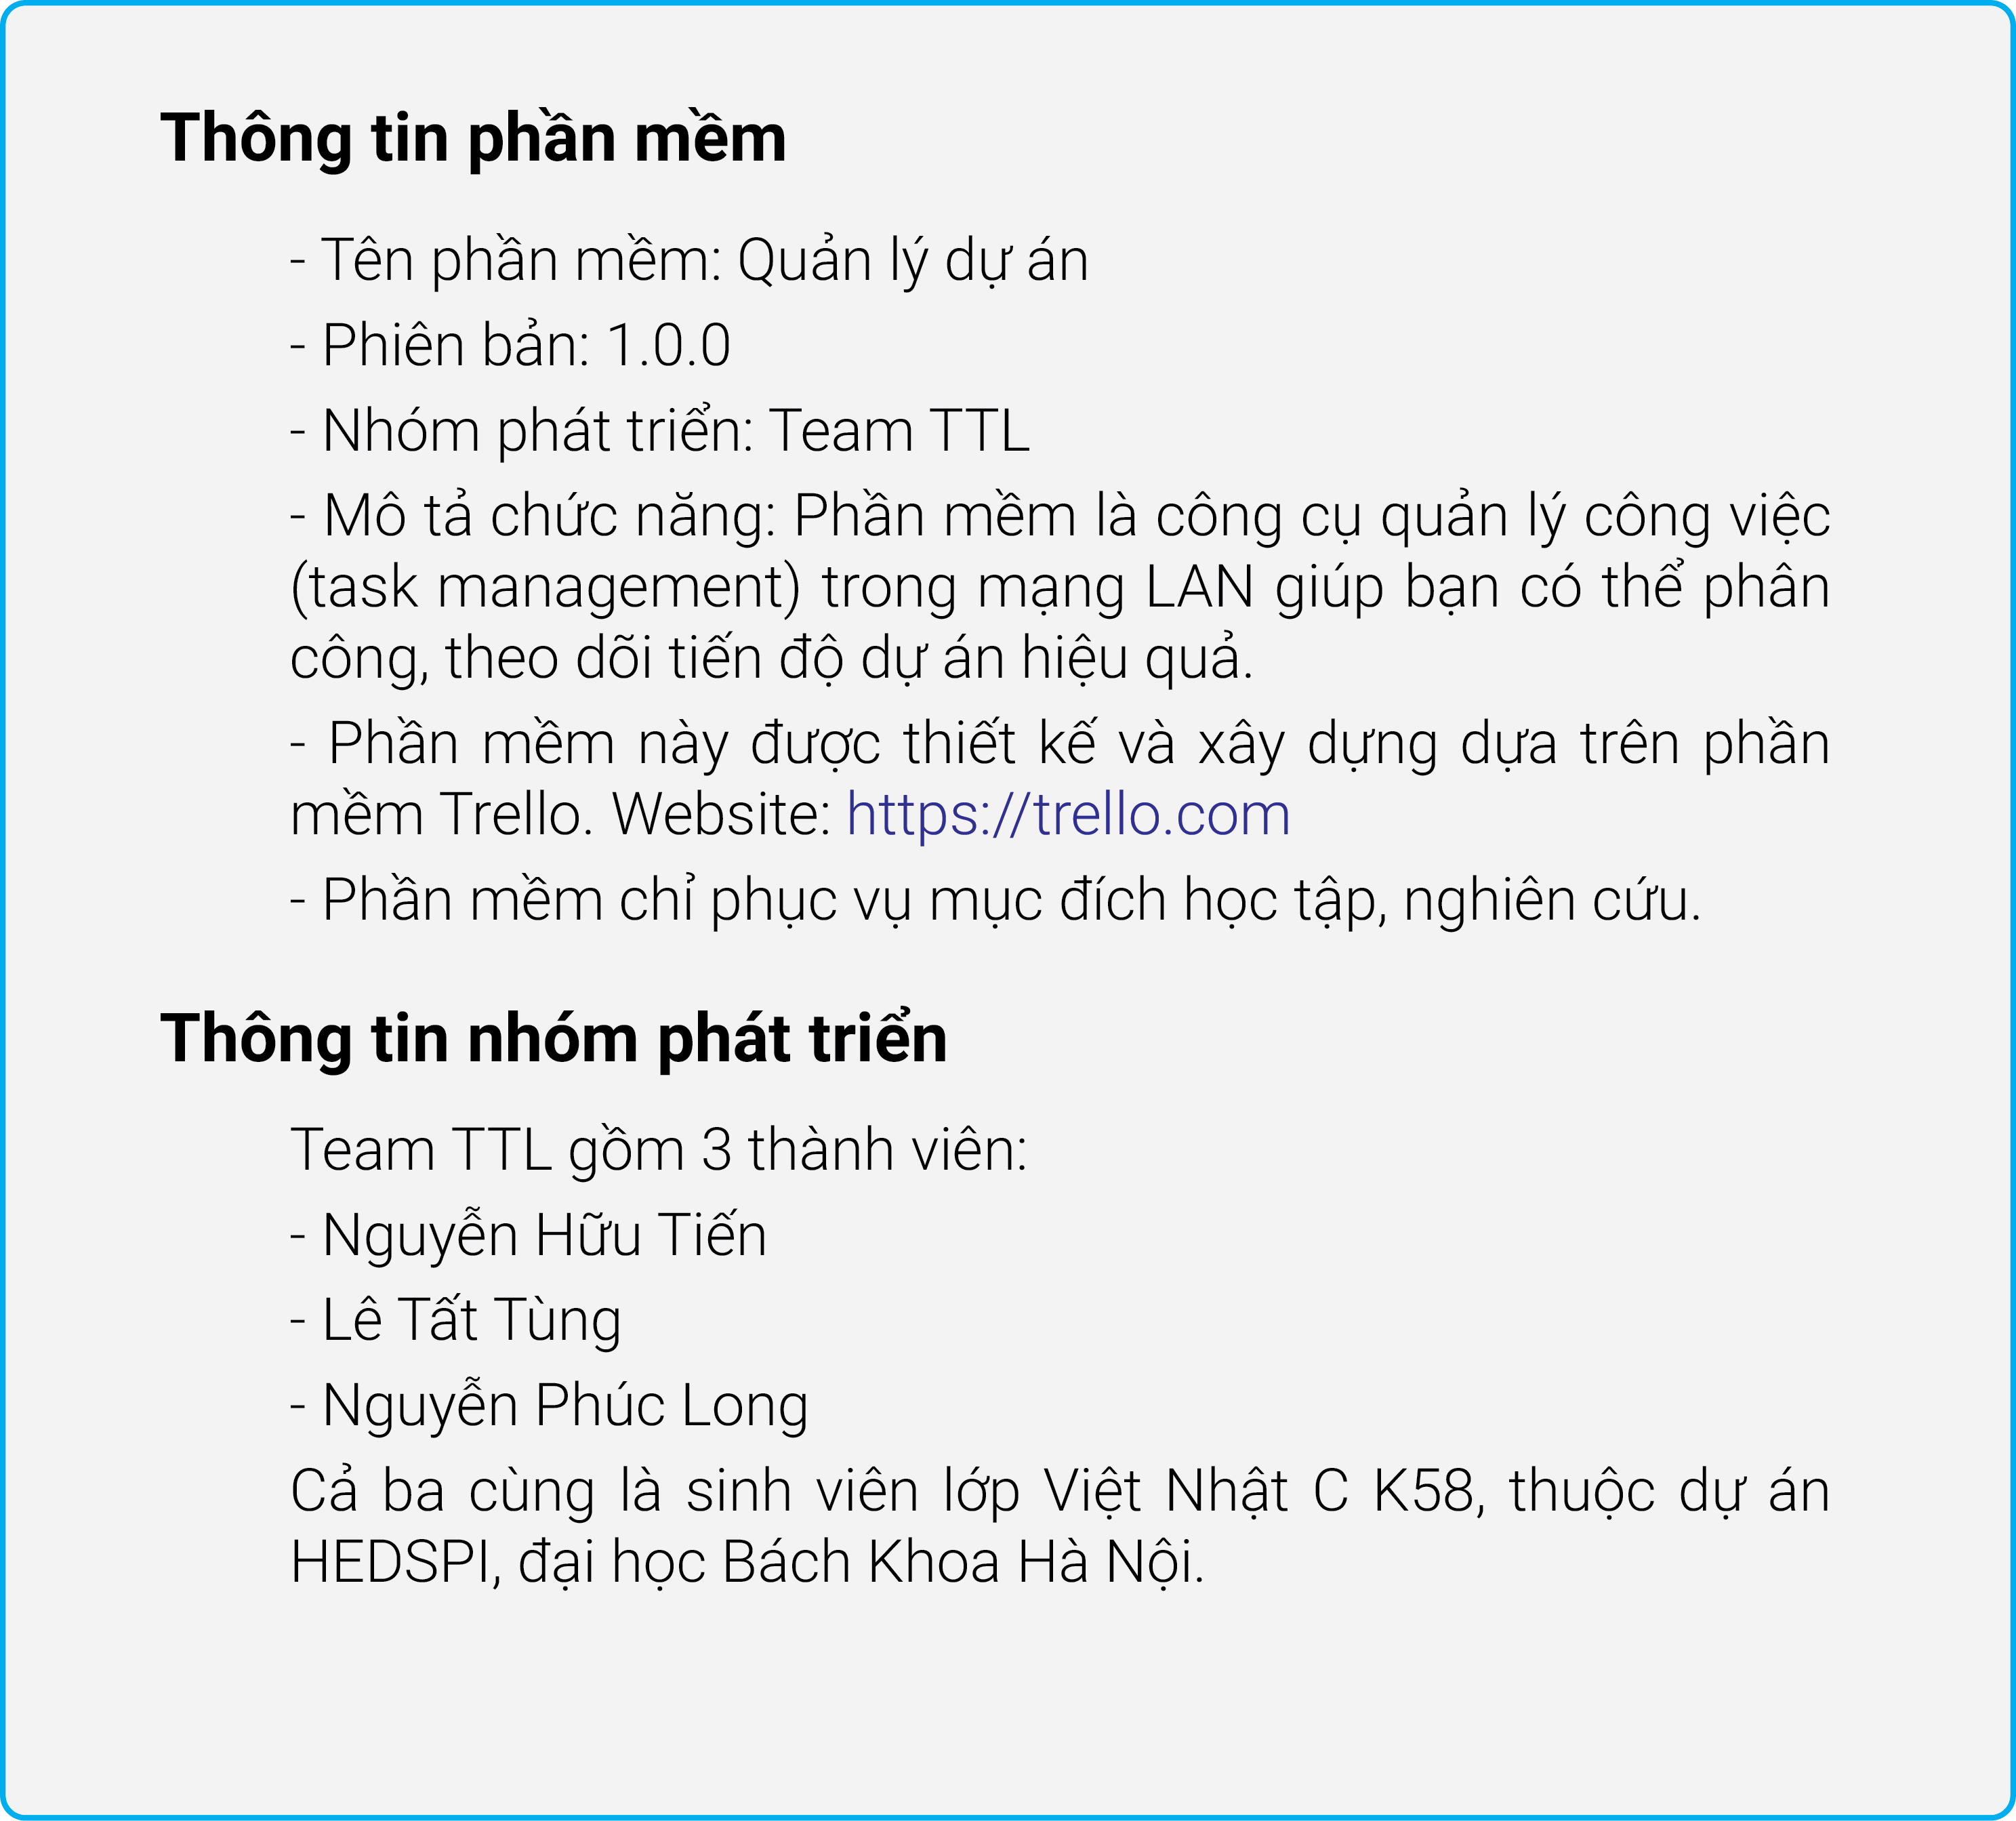 Thông tin phần mềm
- Tên phần mềm: Quản lý dự án
- Phiên bản: 1.0.0
- Nhóm phát triển: Team TTL
- Mô tả chức năng: Phần mềm là công cụ quản lý công việc
(task management) trong mạng LAN giúp bạn có thể phân
công, theo dõi tiến độ dự án hiệu quả.
- Phần mềm này được thiết kế và xây dựng dựa trên phần
mềm Trello. Website: https://trello.com
- Phần mềm chỉ phục vụ mục đích học tập, nghiên cứu.
Thông tin nhóm phát triển
Team TTL gồm 3 thành viên:
- Nguyễn Hữu Tiến
- Lê Tất Tùng
- Nguyễn Phúc Long
Cả ba cùng là sinh viên lớp Việt Nhật C K58, thuộc dự án
HEDSPI, đại học Bách Khoa Hà Nội.